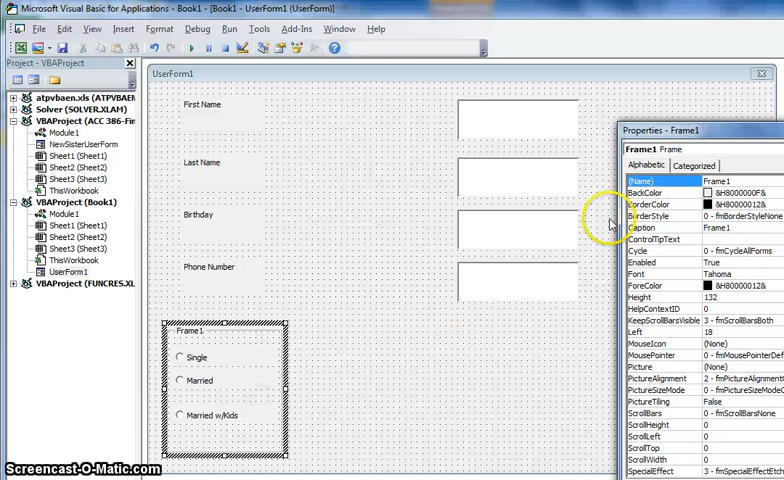 Microsoft Visual Basic for Applications - Book1 - [Book1 - UserForm1 (UserForm)]
File Edit View Insert Format Debug Run Tools Add-Ins Window Help
Project - VBAProject
atpvbaen.xls (ATPVBAEN
Solver (SOLVER.XLAM)
VBAProject (ACC 386-Fin
Module1
NewSisterUserForm
Sheet1 (Sheet1)
Sheet2 (Sheet2)
Sheet3 (Sheet3)
ThisWorkbook
VBAProject (Book1)
Module1
Sheet1 (Sheet1)
Sheet2 (Sheet2)
Sheet3 (Sheet3)
ThisWorkbook
UserForm1
VBAProject (FUNCRES.XL
UserForm1
First Name
Last Name
Birthday
Phone Number
Frame1
Single
Married
Married w/Kids
Properties - Frame1
Frame1 Frame
Alphabetic Categorized
(Name) Frame1
BackColor &H8000000F&
BorderColor &H80000012&
BorderStyle 0 - fmBorderStyleNone
Caption Frame1
ControlTipText
Cycle 0 - fmCycleAllForms
Enabled True
Font Tahoma
ForeColor &H80000012&
Height 132
HelpContextID 0
KeepScrollBarsVisible 3 - fmScrollBarsBoth
Left 18
MouseIcon (None)
MousePointer 0 - fmMousePointerDef
Picture (None)
PictureAlignment 2 - fmPictureAlignmentC
PictureSizeMode 0 - fmPictureSizeModeC
PictureTiling False
ScrollBars 0 - fmScrollBarsNone
ScrollHeight 0
ScrollLeft 0
ScrollTop 0
ScrollWidth 0
SpecialEffect 3 - fmSpecialEffectEtch
Screencast-O-Matic.com